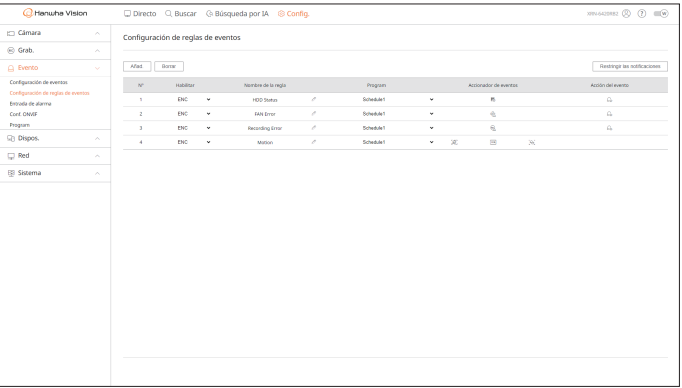 Hanwha Vision
Directo Buscar Búsqueda por IA Config.
XRN-6420RB2
Cámara
Grab.
Evento
Configuración de eventos
Configuración de reglas de eventos
Entrada de alarma
Conf. ONVIF
Program
Dispos.
Red
Sistema
Configuración de reglas de eventos
Añad. Borrar Restringir las notificaciones
Nº Habilitar Nombre de la regla Program Accionador de eventos Acción del evento
1 ENC HDD Status Schedule1
2 ENC FAN Error Schedule1
3 ENC Recording Error Schedule1
4 ENC Motion Schedule1